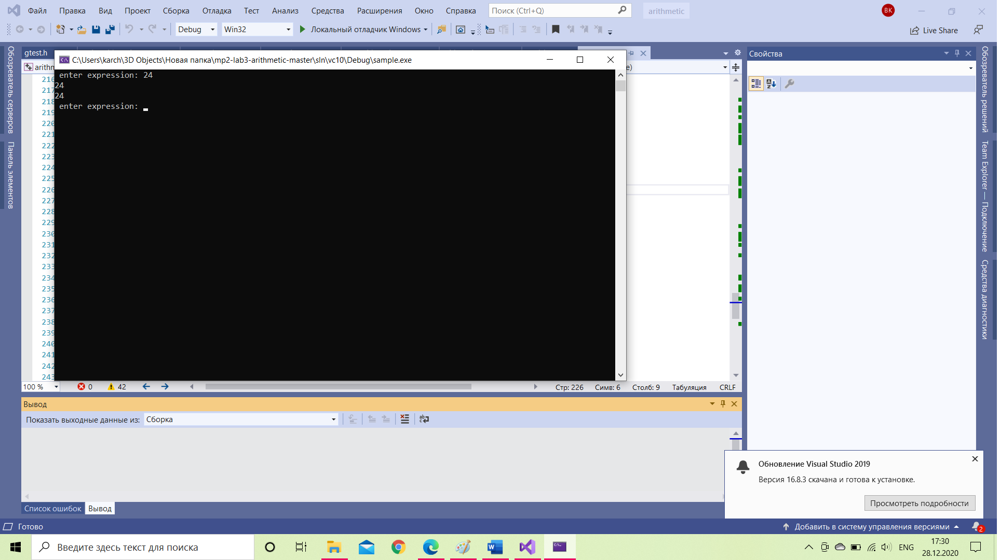 Файл Правка Вид Проект Сборка Отладка Тест Анализ Средства Расширения Окно Справка Поиск (Ctrl+Q) arithmetic ВК
Debug Win32 Локальный отладчик Windows Live Share
gtest.h
C:\Users\karch\3D Objects\Новая папка\mp2-lab3-arithmetic-master\sln\vc10\Debug\sample.exe
Свойства
arithm
e)
enter expression: 24
24
24
enter expression:
216
217
218
219
220
221
222
223
224
225
226
227
228
229
230
231
232
233
234
235
236
237
238
239
240
241
242
243
Обозреватель серверов
Панель элементов
Обозреватель решений
Team Explorer — Подключение
Средства диагностики
100 % 0 42 Стр: 226 Симв: 6 Столб: 9 Табуляция CRLF
Вывод
Показать выходные данные из: Сборка
Обновление Visual Studio 2019
Версия 16.8.3 скачана и готова к установке.
Просмотреть подробности
Список ошибок Вывод
Готово Добавить в систему управления версиями 2
Введите здесь текст для поиска ENG 17:30
28.12.2020